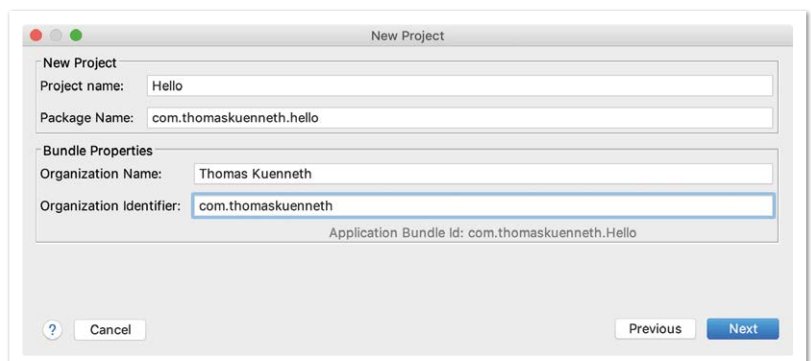 New Project
New Project
Project name: Hello
Package Name: com.thomaskuenneth.hello
Bundle Properties
Organization Name: Thomas Kuenneth
Organization Identifier: com.thomaskuenneth
Application Bundle Id: com.thomaskuenneth.Hello
? Cancel Previous Next